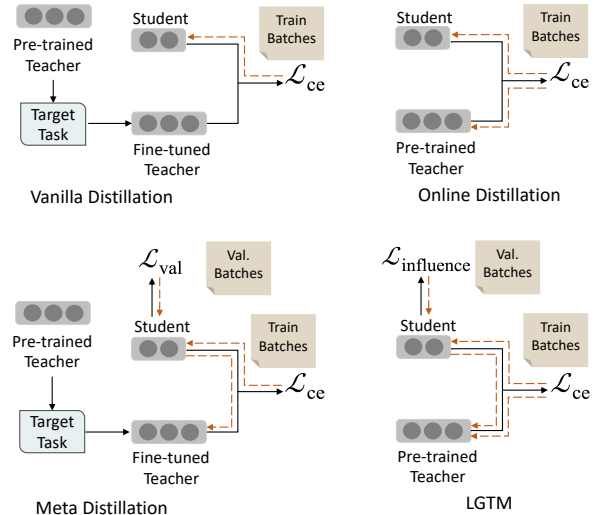 Student
Train
Batches
Pre-trained
Teacher
ℒce
Target
Task
Fine-tuned
Teacher
Vanilla Distillation
Student
Train
Batches
ℒce
Pre-trained
Teacher
Online Distillation
ℒval
Val.
Batches
Student
Train
Batches
Pre-trained
Teacher
ℒce
Target
Task
Fine-tuned
Teacher
Meta Distillation
ℒinfluence
Val.
Batches
Student
Train
Batches
ℒce
Pre-trained
Teacher
LGTM